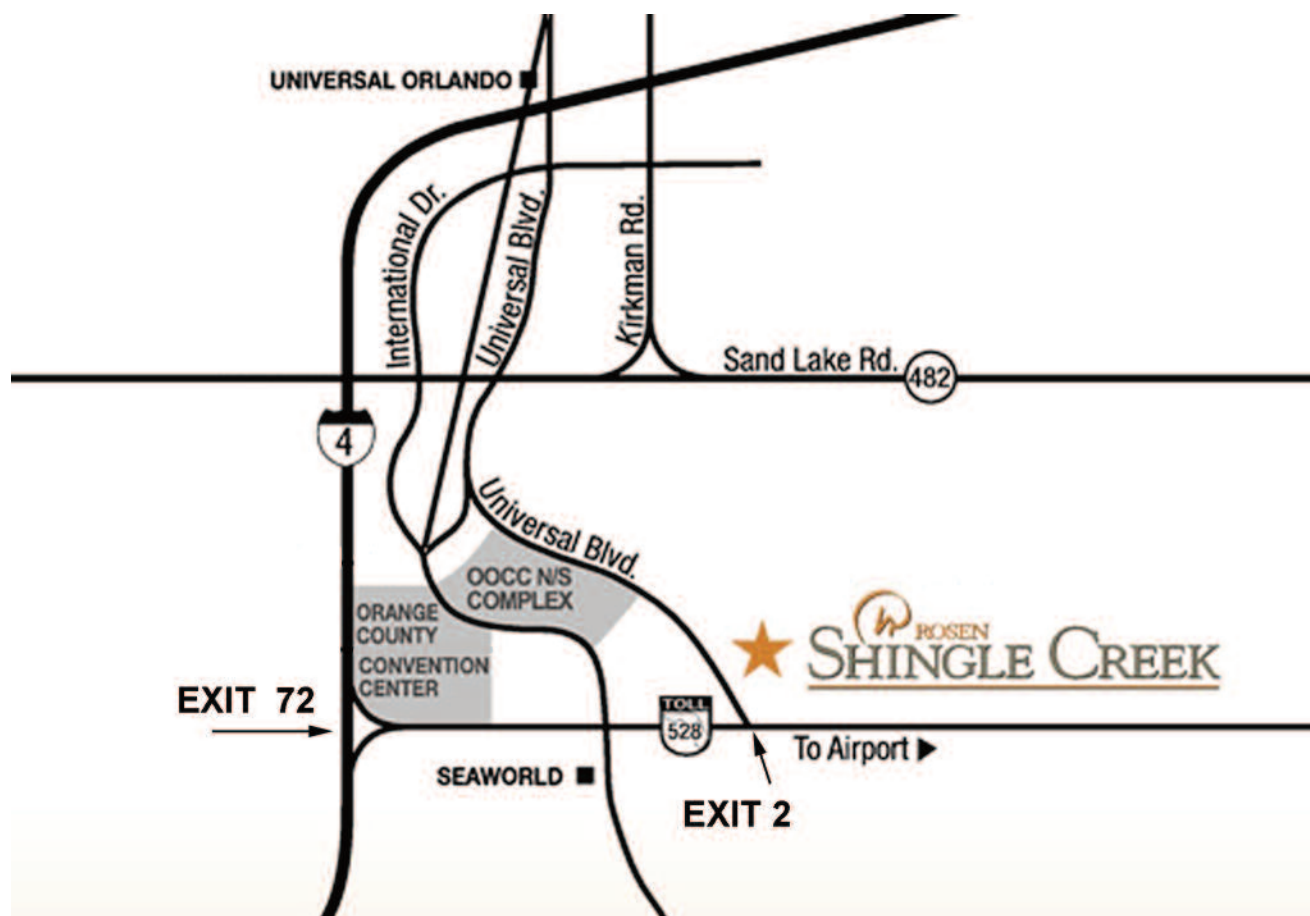 UNIVERSAL ORLANDO
International Dr.
Universal Blvd.
Kirkman Rd.
Sand Lake Rd.
482
4
Universal Blvd.
OOCC N/S
COMPLEX
ORANGE
COUNTY
CONVENTION
CENTER
ROSEN
SHINGLE CREEK
EXIT 72
TOLL
528
To Airport
SEAWORLD
EXIT 2